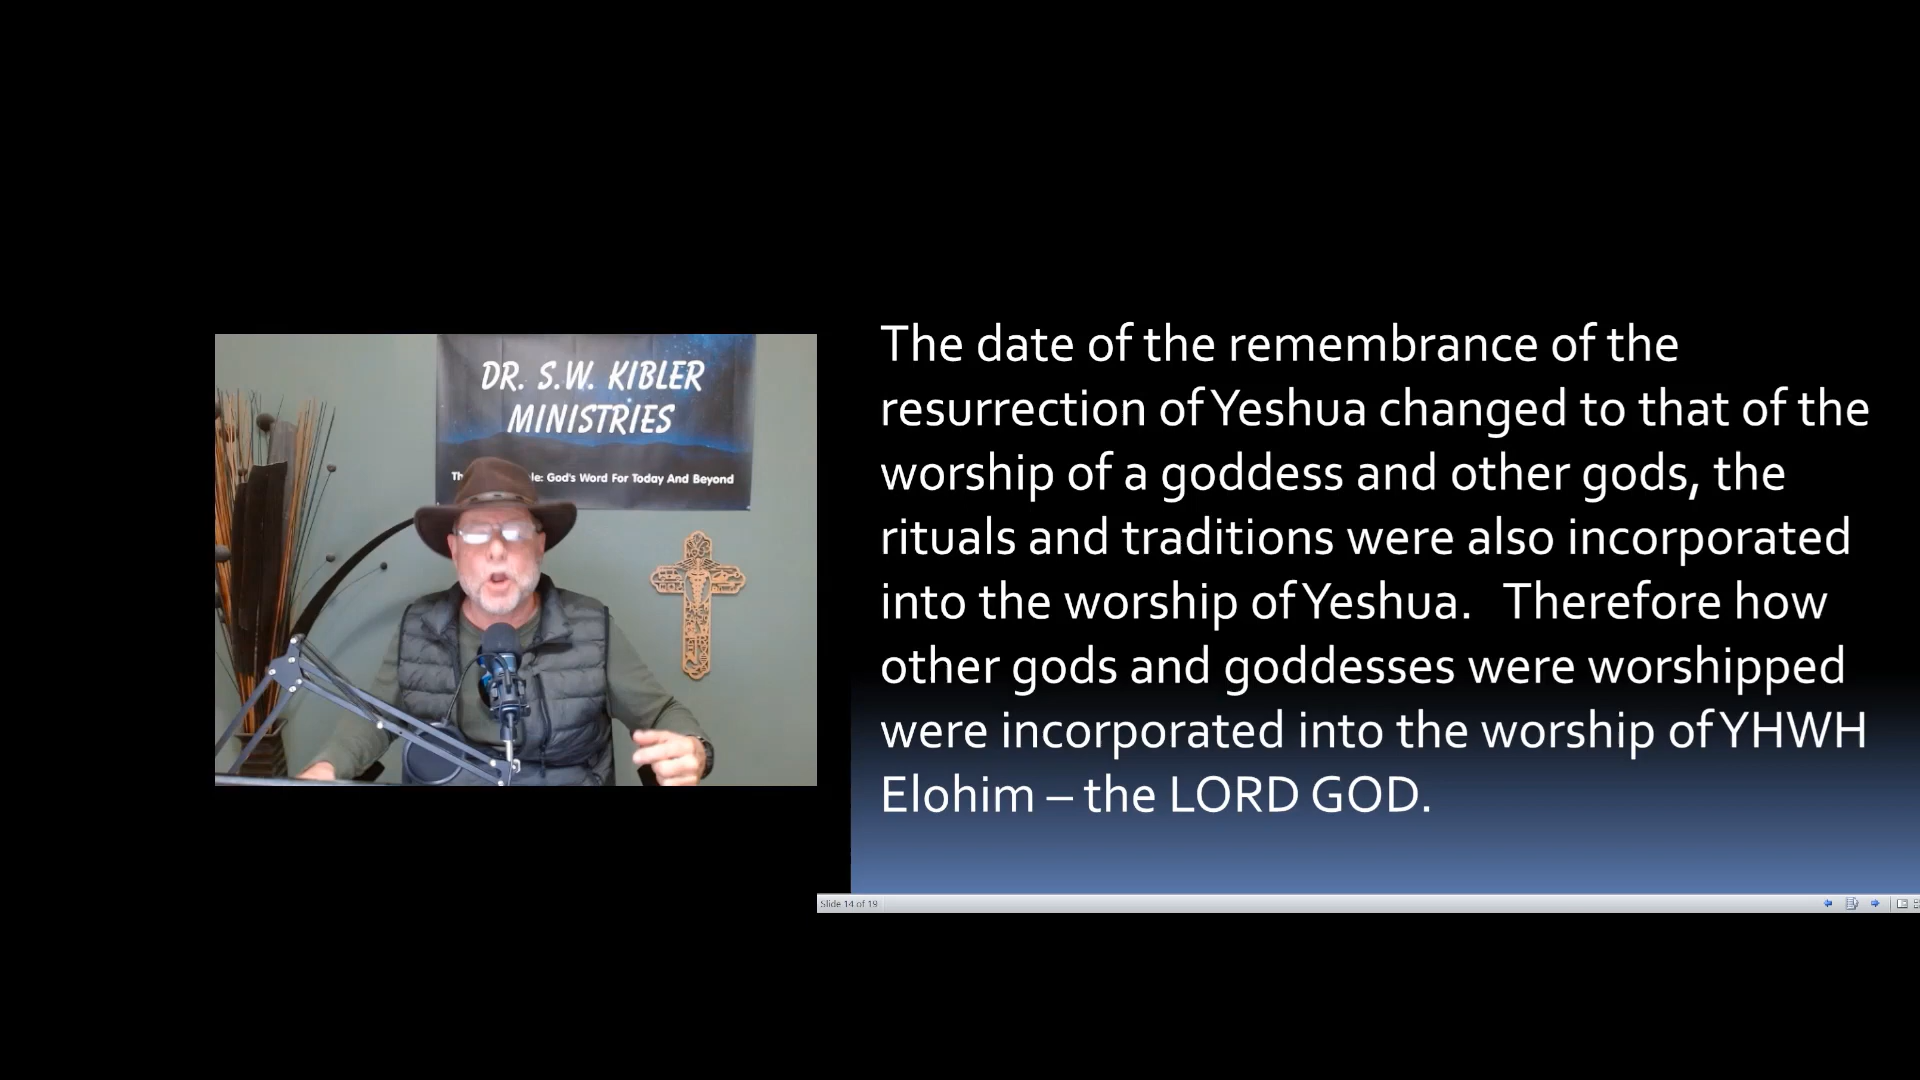 DR. S.W. KIBLER
MINISTRIES
God's Word For Today And Beyond
The date of the remembrance of the
resurrection of Yeshua changed to that of the
worship of a goddess and other gods, the
rituals and traditions were also incorporated
into the worship of Yeshua. Therefore how
other gods and goddesses were worshipped
were incorporated into the worship of YHWH
Elohim – the LORD GOD.
Slide 14 of 19